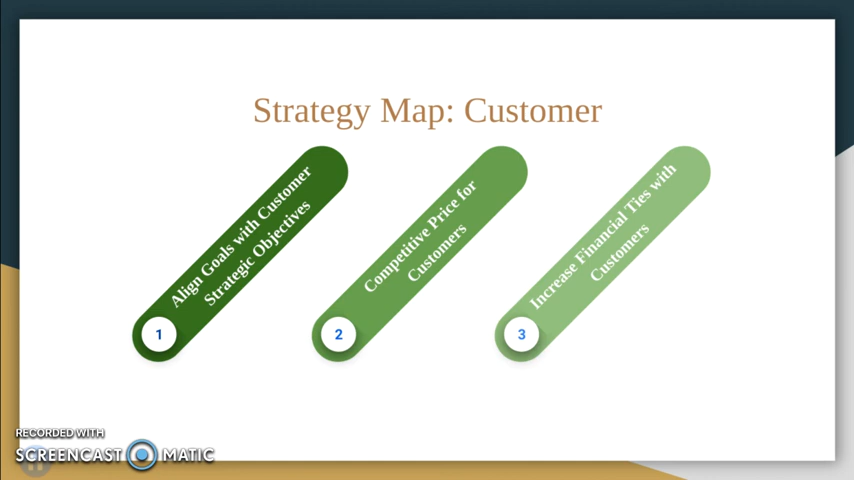 Strategy Map: Customer
Align Goals with Customer
Strategic Objectives
1
Competitive Price for
Customers
2
Increase Financial Ties with
Customers
3
RECORDED WITH
SCREENCAST MATIC